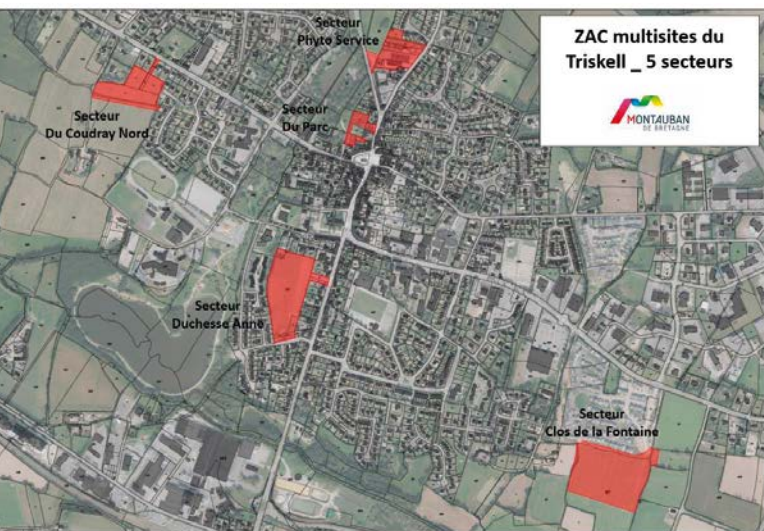 Secteur
Phyto Service
ZAC multisites du
Triskell _ 5 secteurs
MONTAUBAN
DE BRETAGNE
Secteur
Du Coudray Nord
Secteur
Du Parc
Secteur
Duchesse Anne
Secteur
Clos de la Fontaine